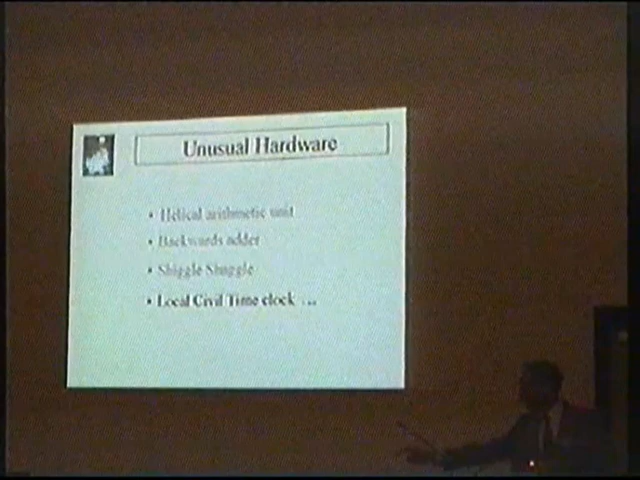 Unusual Hardware
• Helical arithmetic unit
• Backwards adder
• Shiggle Shuggle
• Local Civil Time clock ...